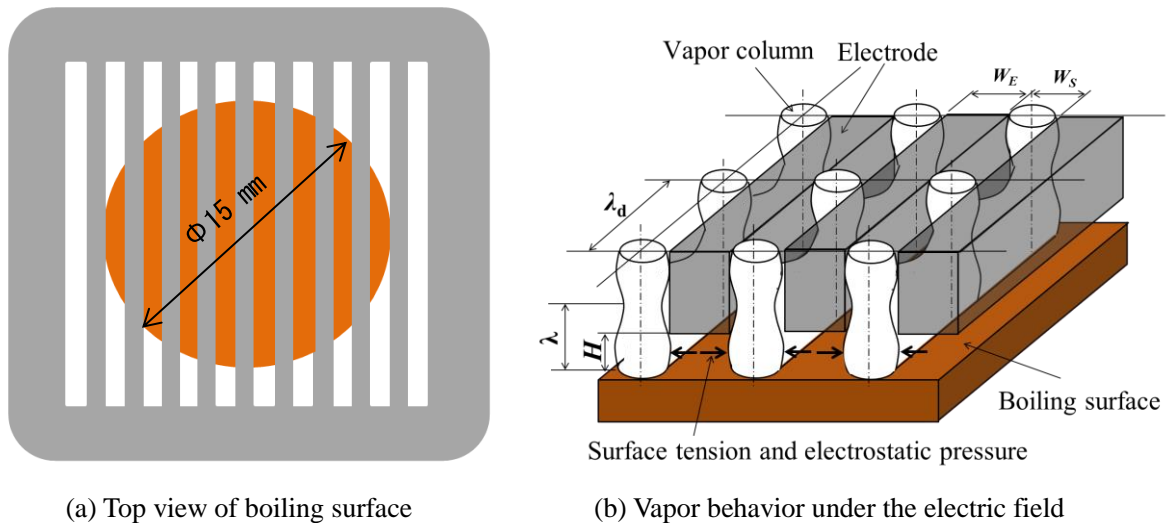 Φ15 mm
Vapor column
Electrode
W_E
W_S
λ_d
λ
H
Boiling surface
Surface tension and electrostatic pressure
(a) Top view of boiling surface
(b) Vapor behavior under the electric field